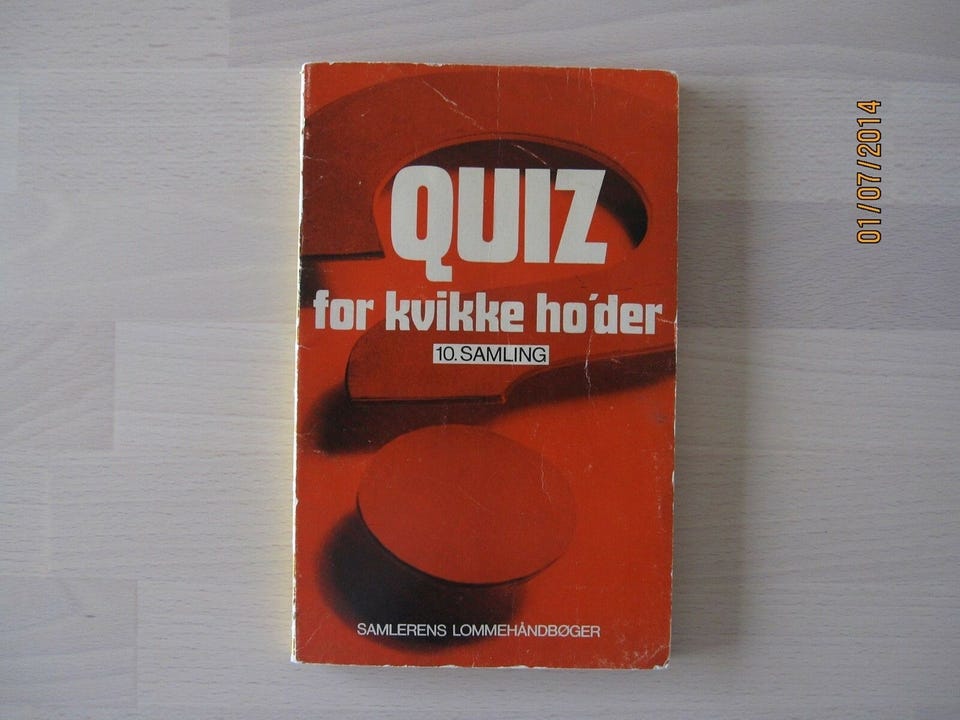 QUIZ
for kvikke ho'der
10. SAMLING
SAMLERENS LOMMEHÅNDBØGER
01/07/2014